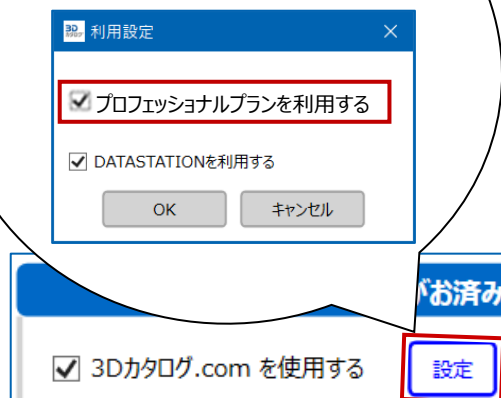 利用設定
プロフェッショナルプランを利用する
DATASTATIONを利用する
OK キャンセル
がお済み
3Dカタログ.com を使用する 設定